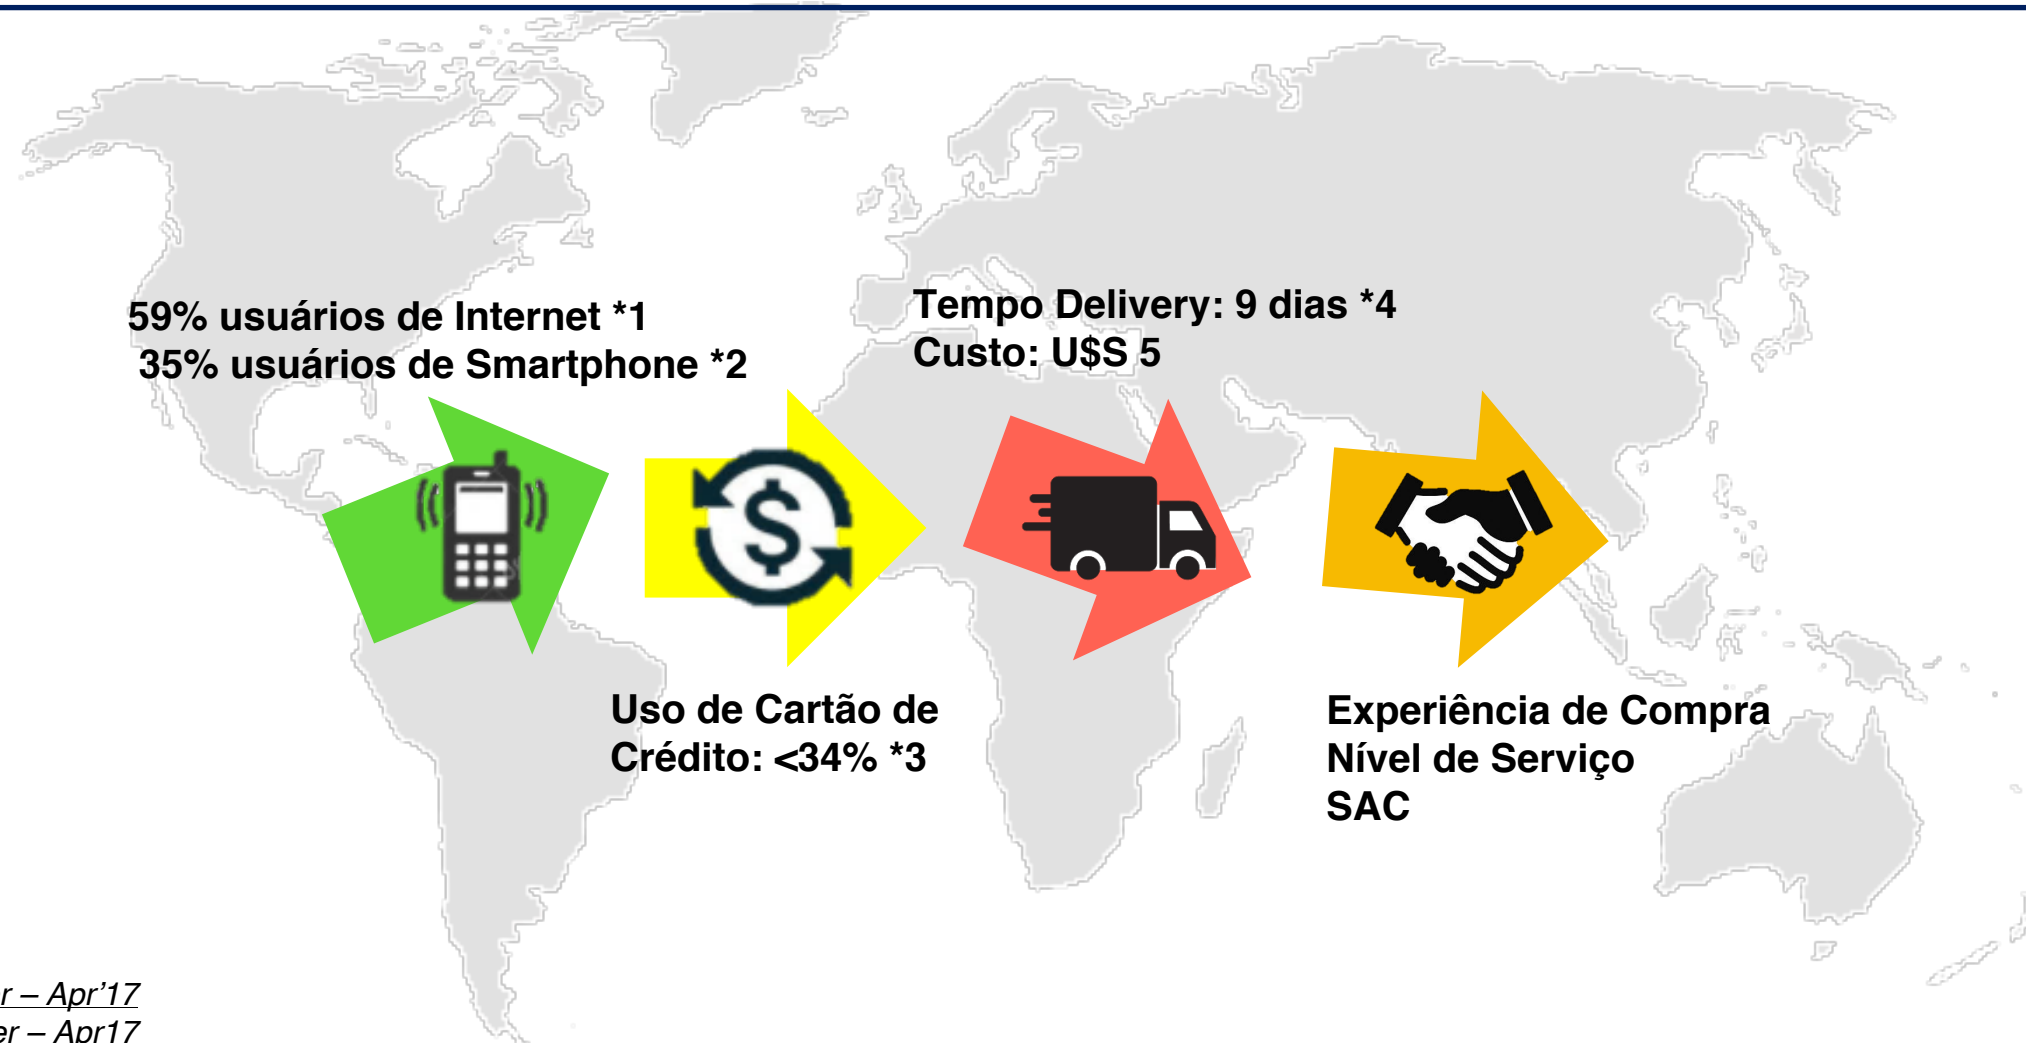 59% usuários de Internet *1
35% usuários de Smartphone *2
Tempo Delivery: 9 dias *4
Custo: U$S 5
$
Uso de Cartão de
Crédito: <34% *3
Experiência de Compra
Nível de Serviço
SAC
– Apr’17
– Apr17